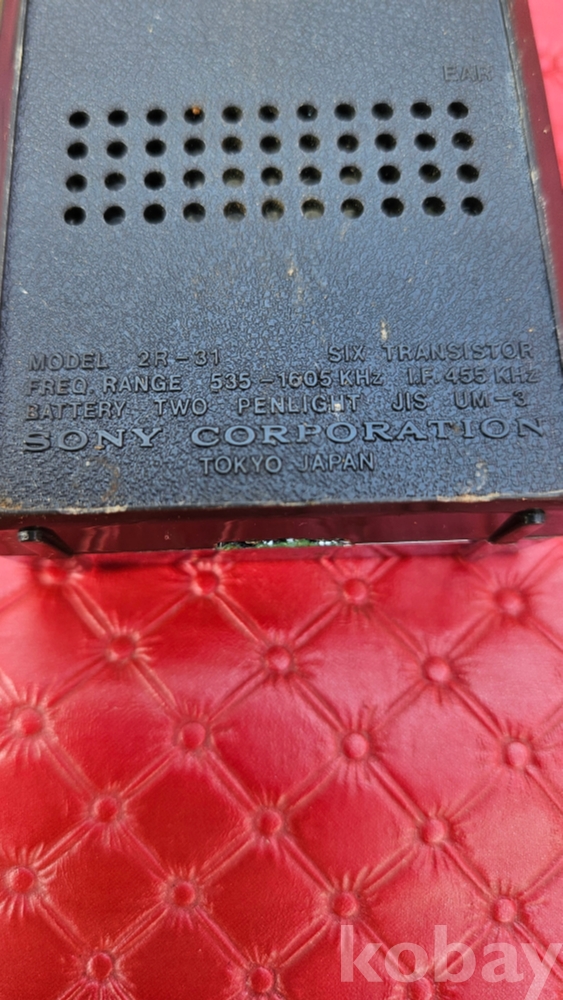 EAR
MODEL 2R-31 SIX TRANSISTOR
FREQ. RANGE 535-1605 KHz I.F. 455 KHz
BATTERY TWO PENLIGHT JIS UM-3
SONY CORPORATION
TOKYO JAPAN
kobay